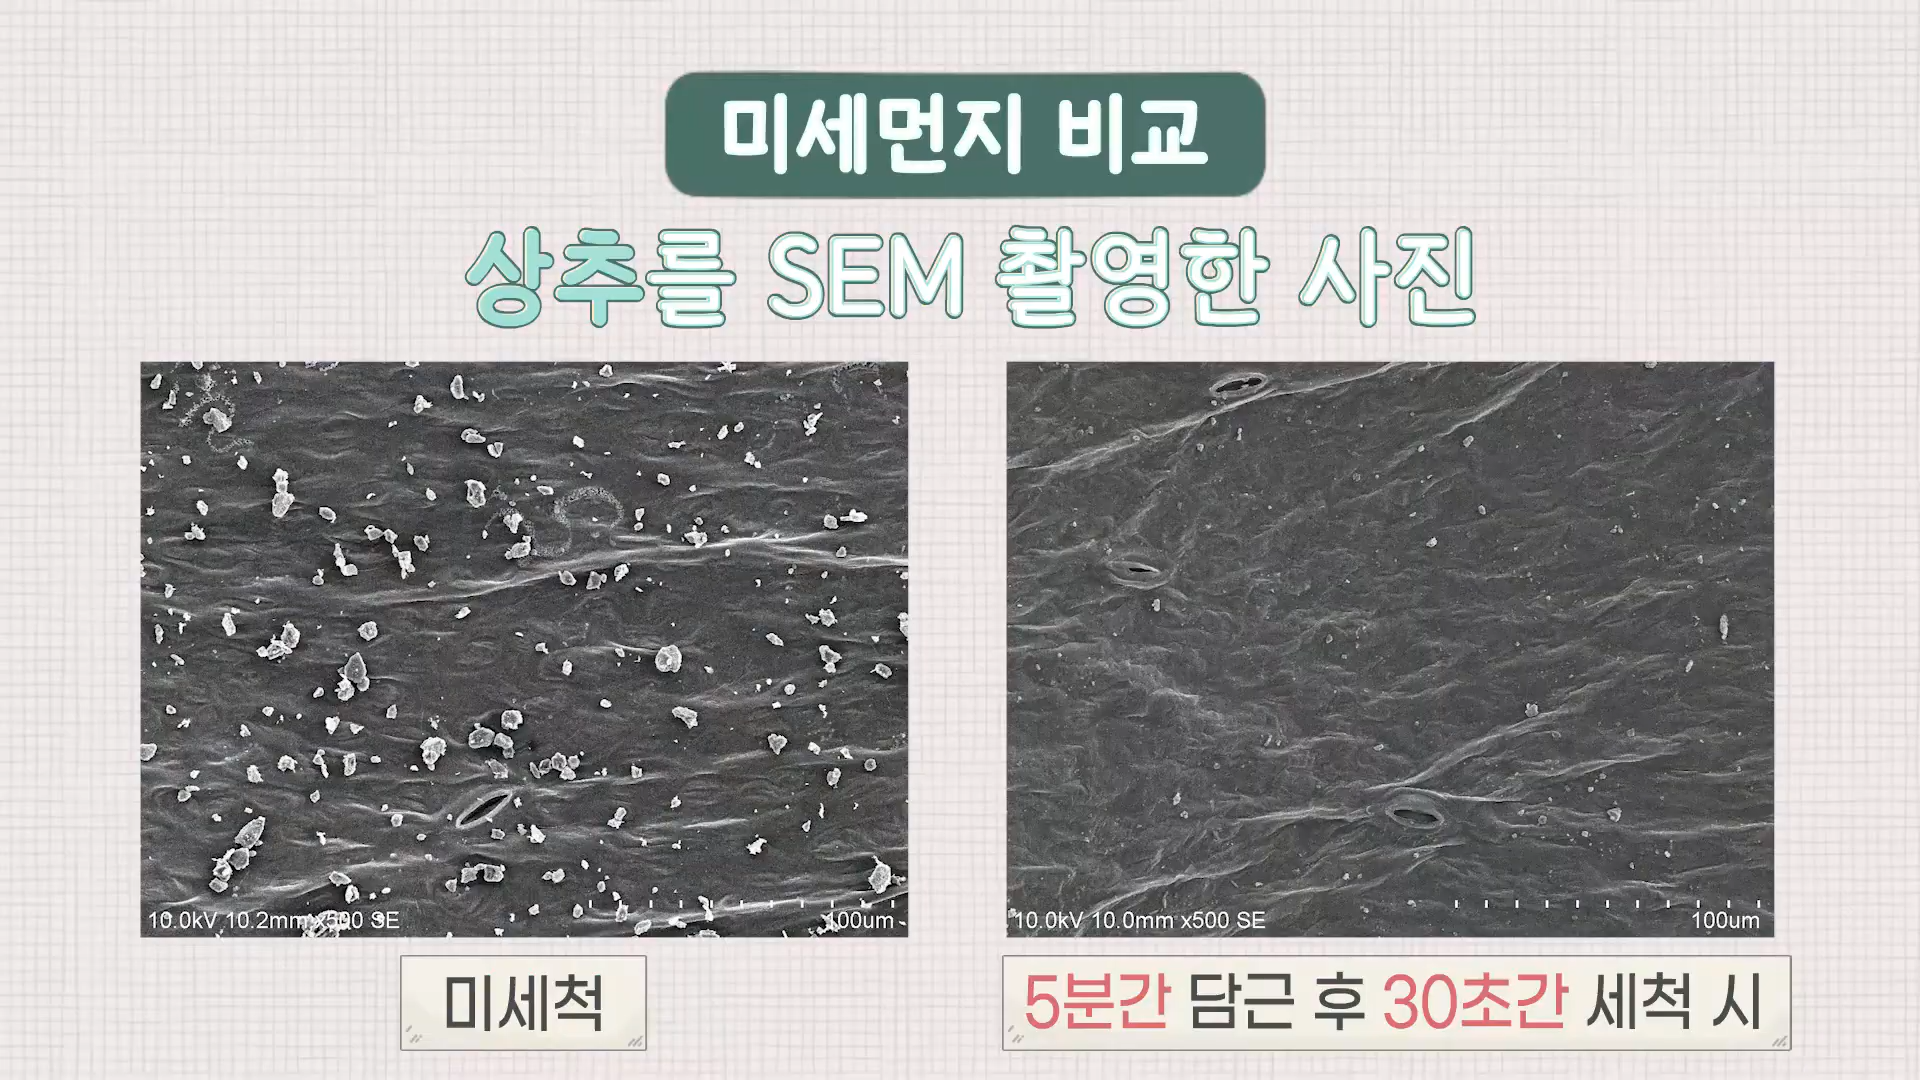 미세먼지 비교
상추를 SEM 촬영한 사진
10.0kV 10.2mm x500 SE
100um
10.0kV 10.0mm x500 SE
100um
미세척
5분간 담근 후 30초간 세척 시